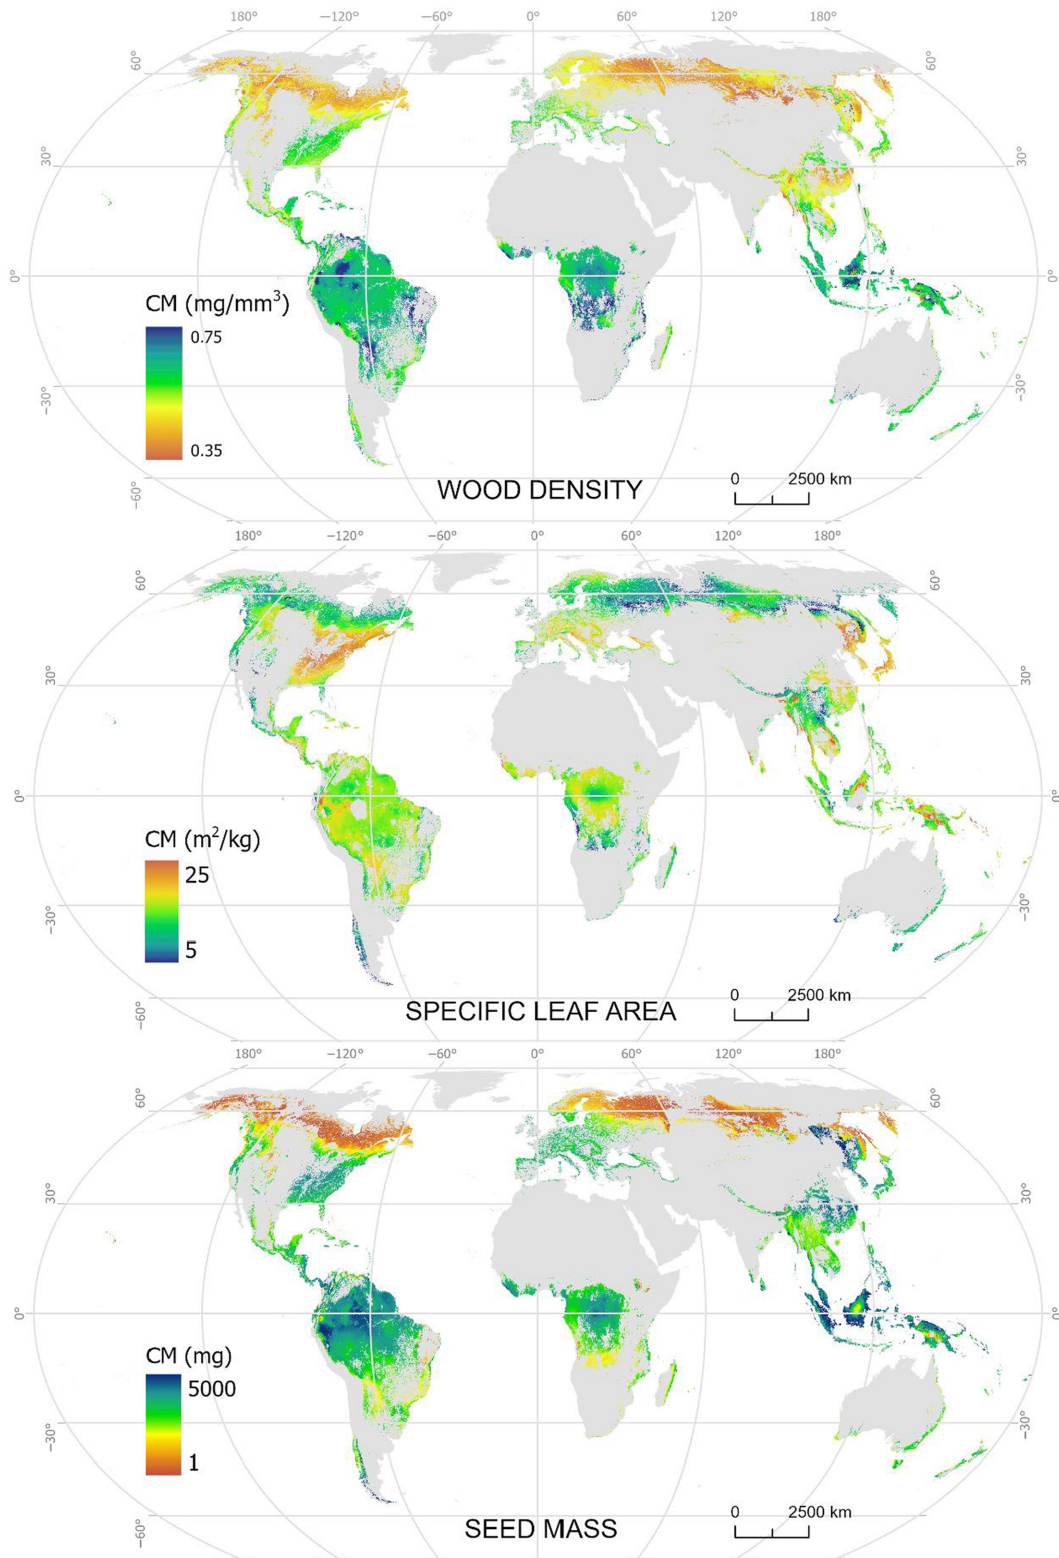 180° −120° −60° 0° 60° 120° 180°
60° 60°
30° 30°
0° 0°
CM (mg/mm³)
0.75
−30° −30°
0.35
−60°
WOOD DENSITY
0 2500 km
180° −120° −60° 0° 60° 120° 180°
60° 60°
30° 30°
0° 0°
CM (m²/kg)
25
−30° −30°
5
−60°
SPECIFIC LEAF AREA
0 2500 km
180° −120° −60° 0° 60° 120° 180°
60° 60°
30° 30°
0° 0°
CM (mg)
5000
−30° −30°
1
−60°
SEED MASS
0 2500 km